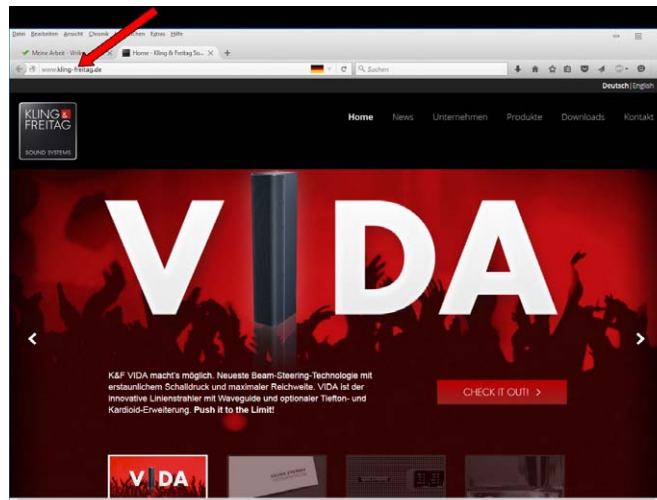 Datei Bearbeiten Ansicht Chronik Extras Hilfe
Meine Arbeit - Home - Kling & Freitag So...
www.kling-freitag.de
Suchen
Deutsch | English
KLING &
FREITAG
SOUND SYSTEMS
Home News Unternehmen Produkte Downloads Kontakt
VIDA
K&F VIDA macht's möglich. Neueste Beam-Steering-Technologie mit
erstaunlichem Schalldruck und maximaler Reichweite. VIDA ist der
innovative Linienstrahler mit Waveguide und optionaler Tiefton- und
Kardioid-Erweiterung. Push it to the Limit!
CHECK IT OUT!
VIDA